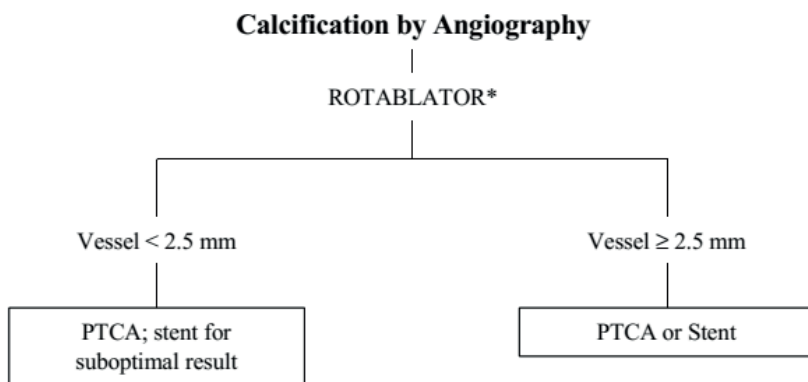 Calcification by Angiography
ROTABLATOR*
Vessel < 2.5 mm
Vessel ≥ 2.5 mm
PTCA; stent for
suboptimal result
PTCA or Stent